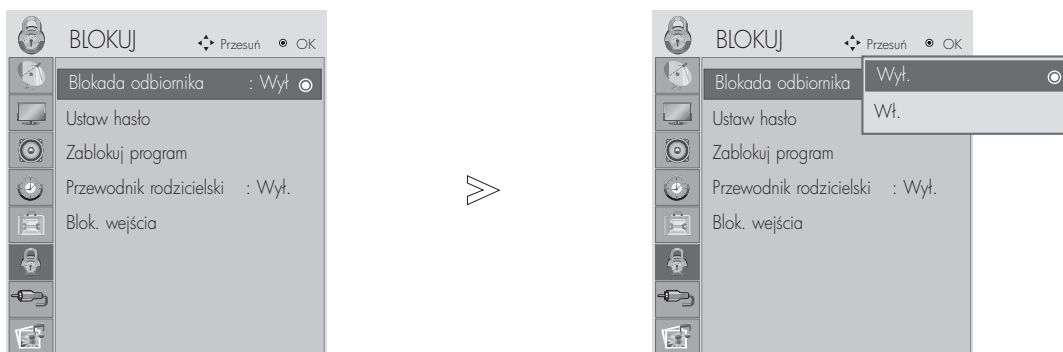 BLOKUJ Przesuń OK
Blokada odbiornika : Wył
Ustaw hasło
Zablokuj program
Przewodnik rodzicielski : Wył.
Blok. wejścia
>
BLOKUJ Przesuń OK
Blokada odbiornika Wył.
Ustaw hasło Wł.
Zablokuj program
Przewodnik rodzicielski : Wył.
Blok. wejścia